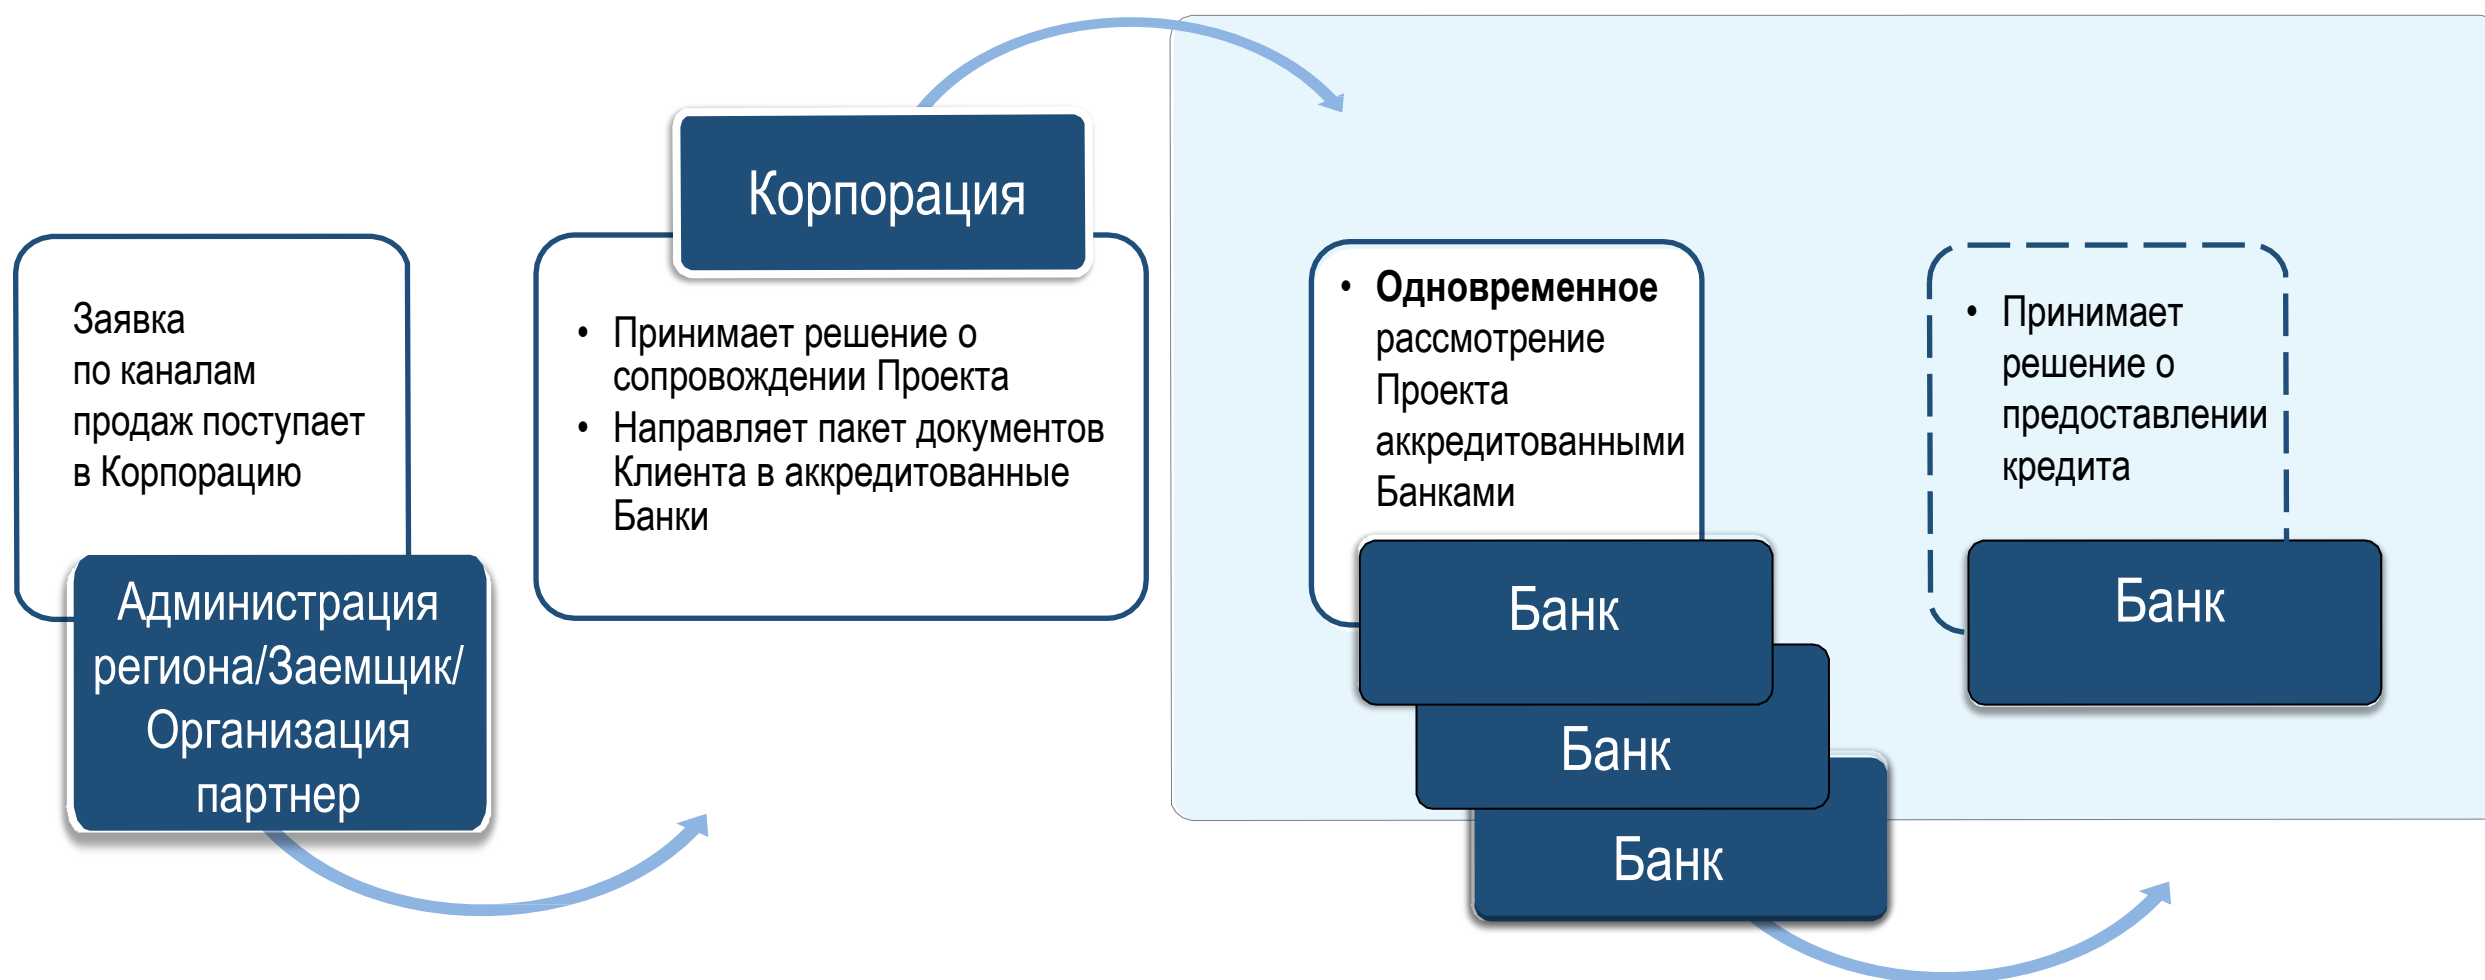 Заявка
по каналам
продаж поступает
в Корпорацию
Администрация
региона/Заемщик/
Организация
партнер
Корпорация
• Принимает решение о
сопровождении Проекта
• Направляет пакет документов
Клиента в аккредитованные
Банки
• Одновременное
рассмотрение
Проекта
аккредитованными
Банками
Банк
Банк
Банк
• Принимает
решение о
предоставлении
кредита
Банк